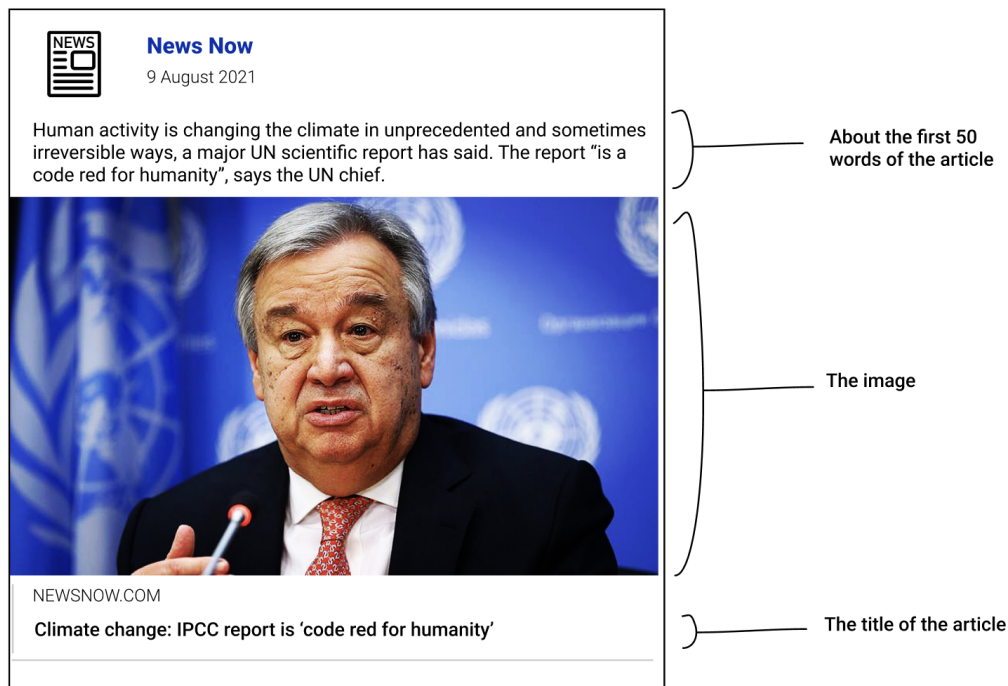 NEWS
News Now
9 August 2021
Human activity is changing the climate in unprecedented and sometimes
irreversible ways, a major UN scientific report has said. The report “is a
code red for humanity”, says the UN chief.
About the first 50
words of the article
The image
NEWSNOW.COM
Climate change: IPCC report is ‘code red for humanity’
The title of the article